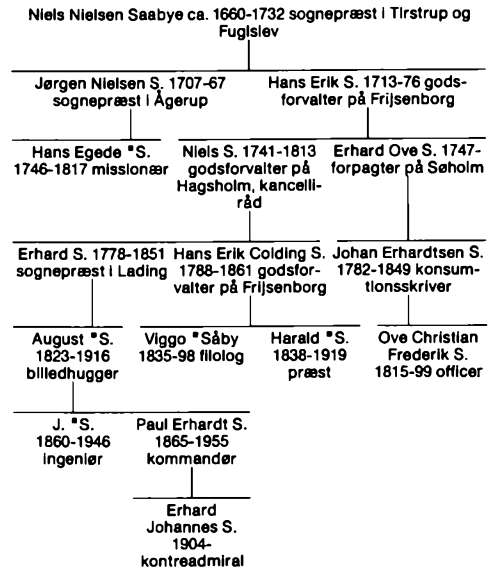 Niels Nielsen Saabye ca. 1660-1732 sognepræst i Tirstrup og
Fuglslev
Jørgen Nielsen S. 1707-67
sognepræst i Ågerup
Hans Erik S. 1713-76 gods-
forvalter på Frijsenborg
Hans Egede *S.
1746-1817 missionær
Niels S. 1741-1813
godsforvalter på
Hagsholm, kancelli-
råd
Erhard Ove S. 1747-
forpagter på Søholm
Erhard S. 1778-1851
sognepræst i Lading
Hans Erik Colding S.
1788-1861 godsfor-
valter på Frijsenborg
Johan Erhardtsen S.
1782-1849 konsum-
tionsskriver
August *S.
1823-1916
billedhugger
Viggo *Såby
1835-98 filolog
Harald *S.
1838-1919
præst
Ove Christian
Frederik S.
1815-99 officer
J. *S.
1860-1946
ingeniør
Paul Erhardt S.
1865-1955
kommandør
Erhard
Johannes S.
1904-
kontreadmiral